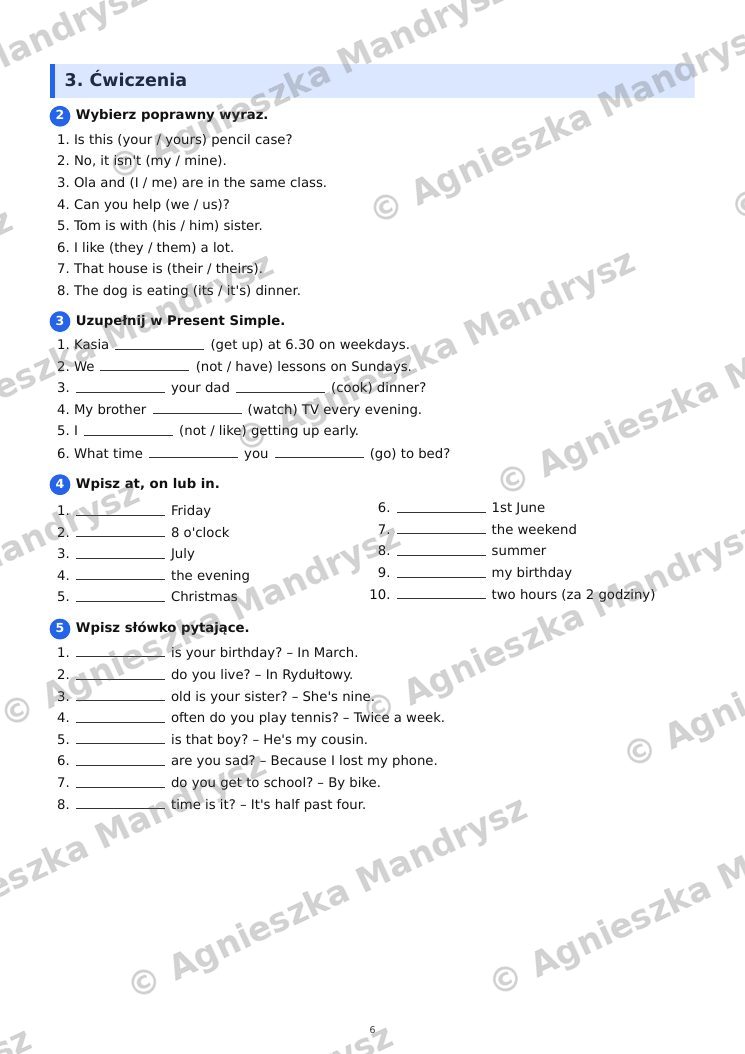 3. Ćwiczenia
2 Wybierz poprawny wyraz.
1. Is this (your / yours) pencil case?
2. No, it isn't (my / mine).
3. Ola and (I / me) are in the same class.
4. Can you help (we / us)?
5. Tom is with (his / him) sister.
6. I like (they / them) a lot.
7. That house is (their / theirs).
8. The dog is eating (its / it's) dinner.
3 Uzupełnij w Present Simple.
1. Kasia ____________ (get up) at 6.30 on weekdays.
2. We ____________ (not / have) lessons on Sundays.
3. ____________ your dad ____________ (cook) dinner?
4. My brother ____________ (watch) TV every evening.
5. I ____________ (not / like) getting up early.
6. What time ____________ you ____________ (go) to bed?
4 Wpisz at, on lub in.
1. ____________ Friday
2. ____________ 8 o'clock
3. ____________ July
4. ____________ the evening
5. ____________ Christmas
6. ____________ 1st June
7. ____________ the weekend
8. ____________ summer
9. ____________ my birthday
10. ____________ two hours (za 2 godziny)
5 Wpisz słówko pytające.
1. ____________ is your birthday? – In March.
2. ____________ do you live? – In Rydułtowy.
3. ____________ old is your sister? – She's nine.
4. ____________ often do you play tennis? – Twice a week.
5. ____________ is that boy? – He's my cousin.
6. ____________ are you sad? – Because I lost my phone.
7. ____________ do you get to school? – By bike.
8. ____________ time is it? – It's half past four.
6
© Agnieszka Mandrysz